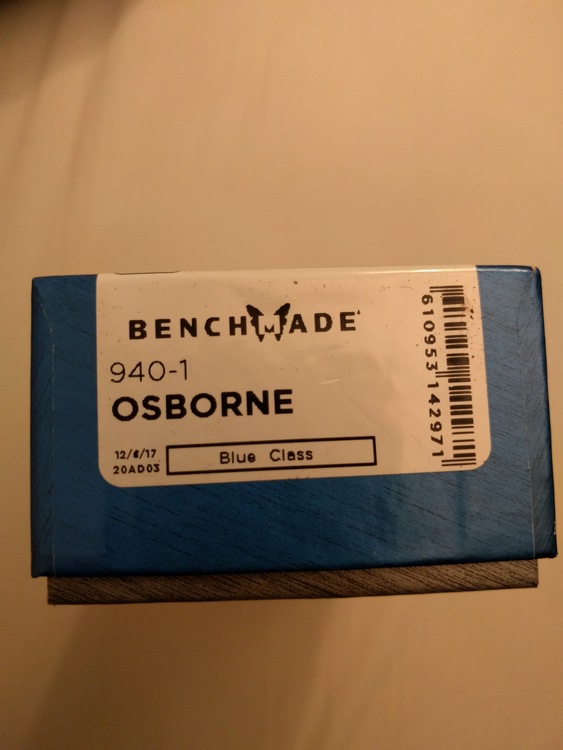 BENCHMADE
940-1
OSBORNE
12/6/17
20AD03
Blue Class
610953 142971